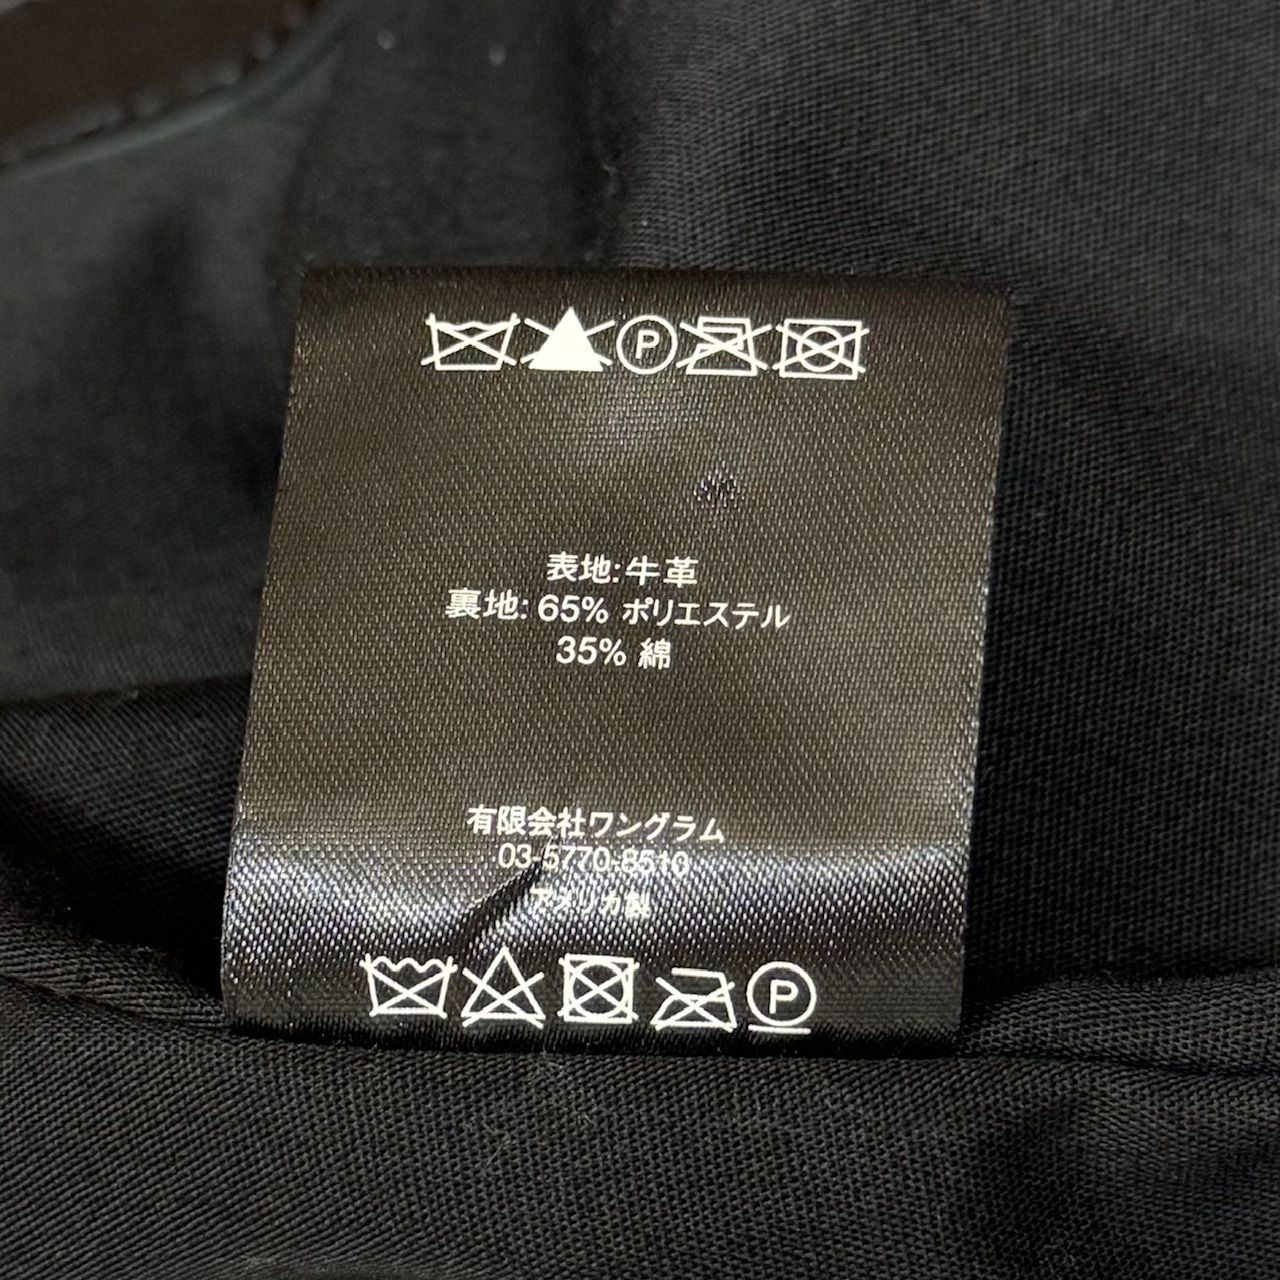 P
表地:牛革
裏地: 65% ポリエステル
35% 綿
有限会社ワングラム
03-5770-8510
アメリカ製
P